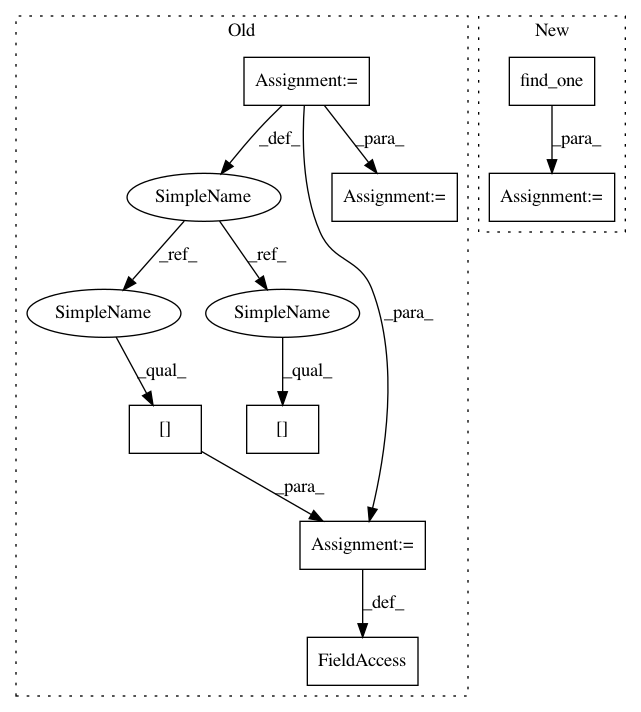 Old
New
Assignment:=
find_one
_def_
_para_
_para_
SimpleName
Assignment:=
Assignment:=
_ref_
_ref_
_para_
SimpleName
SimpleName
_qual_
_qual_
[]
[]
_para_
Assignment:=
_def_
FieldAccess